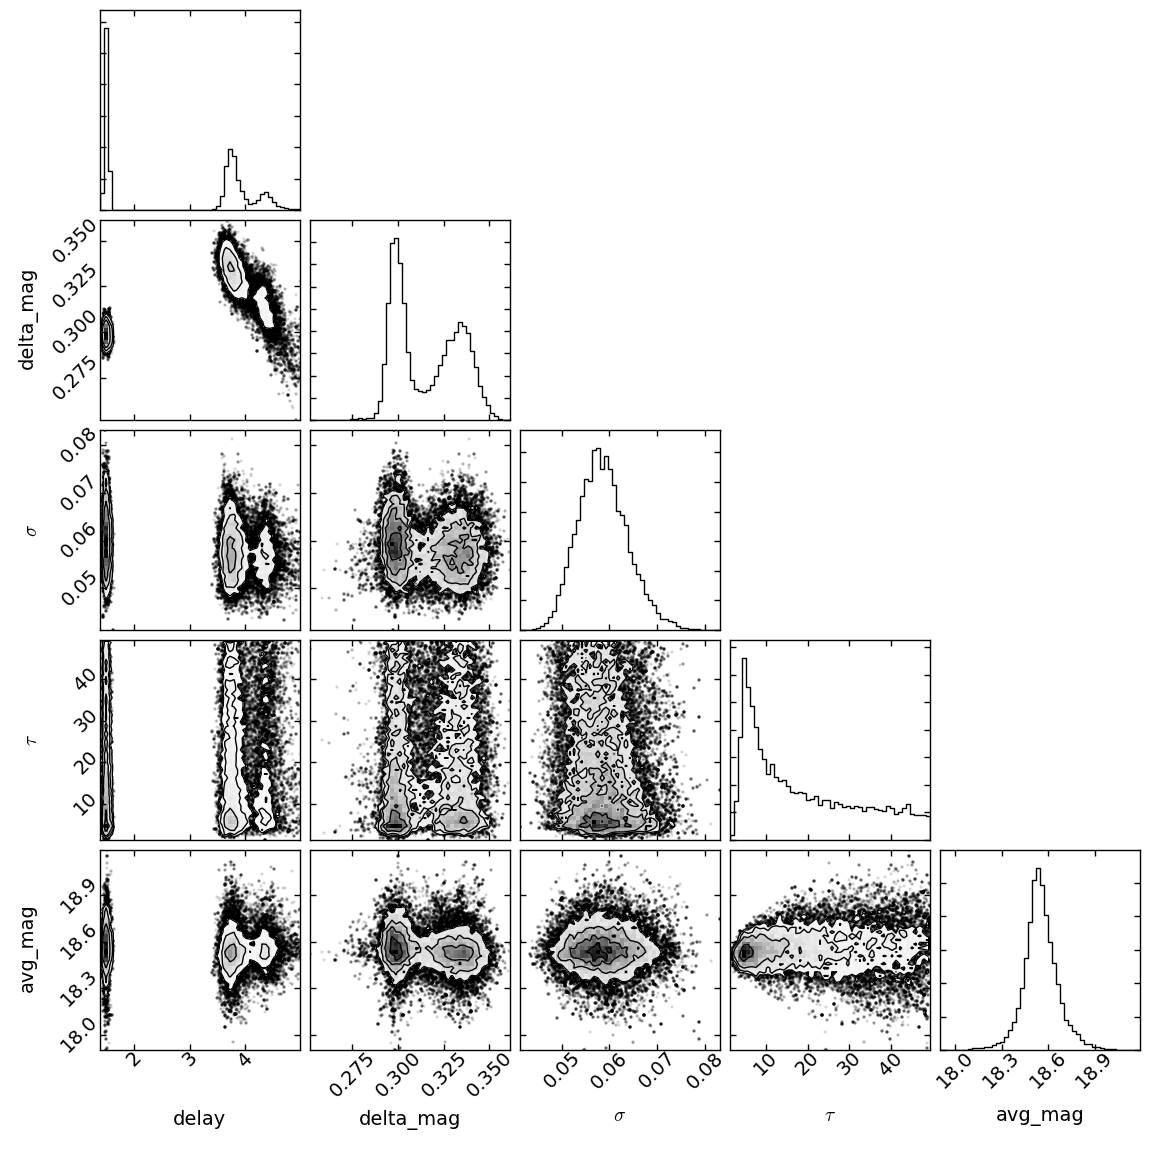 0.350
0.325
0.300
0.275
delta_mag
0.08
0.07
0.06
0.05
σ
40
30
20
10
τ
18.9
18.6
18.3
18.0
avg_mag
2 3 4
0.275 0.300 0.325 0.350
0.05 0.06 0.07 0.08
10 20 30 40
18.0 18.3 18.6 18.9
delay delta_mag σ τ avg_mag